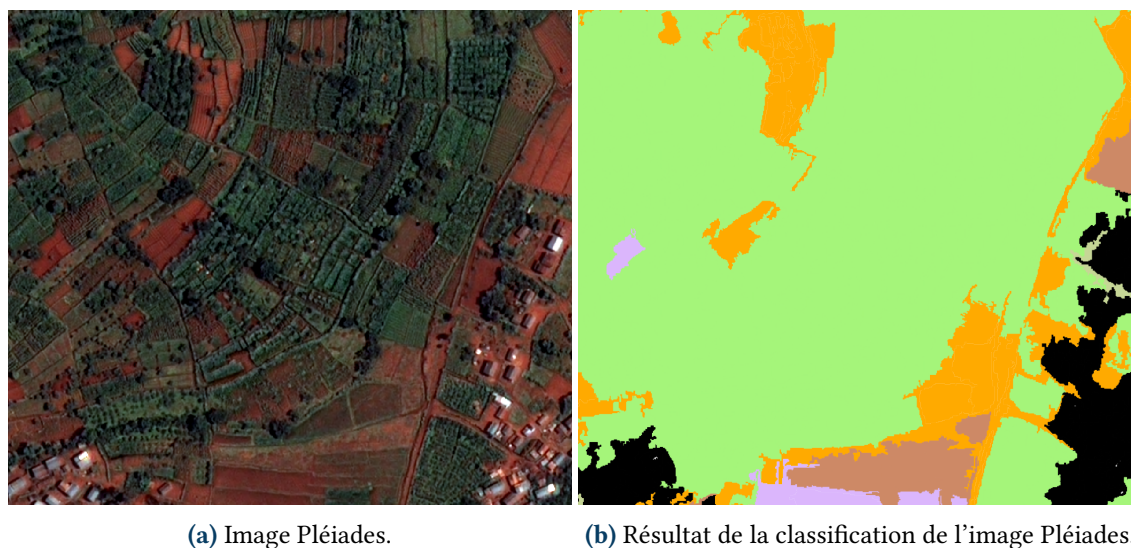 (a) Image Pléiades.
(b) Résultat de la classification de l'image Pléiades